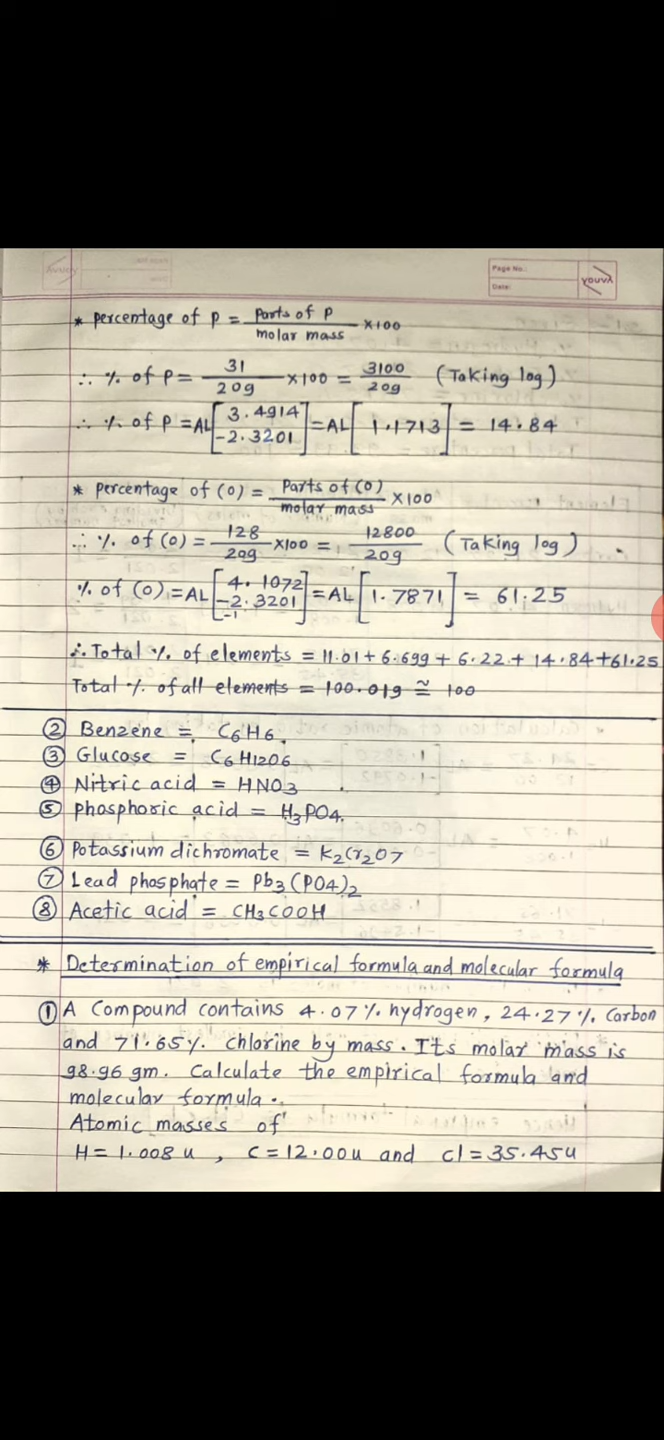 Page No.:
Date:
YOUVA
* Percentage of P = Parts of P / molar mass × 100
∴ % of P = 31 / 209 × 100 = 3100 / 209 (Taking log)
∴ % of P = AL[3.4914 -2.3201] = AL[1.1713] = 14.84
* Percentage of (O) = Parts of (O) / molar mass × 100
∴ % of (O) = 128 / 209 × 100 = 12800 / 209 (Taking log)
% of (O) = AL[4.1072 -2.3201 -1] = AL[1.7871] = 61.25
∴ Total % of elements = 11.01 + 6.699 + 6.22 + 14.84 + 61.25
Total % of all elements = 100.019 ≅ 100
② Benzene = C6H6
③ Glucose = C6H12O6
④ Nitric acid = HNO3
⑤ Phosphoric acid = H3PO4.
⑥ Potassium dichromate = K2Cr2O7
⑦ Lead phosphate = Pb3(PO4)2
⑧ Acetic acid = CH3COOH
* Determination of empirical formula and molecular formula
① A Compound contains 4.07% hydrogen, 24.27% Carbon
and 71.65% Chlorine by mass. Its molar mass is
98.96 gm. Calculate the empirical formula and
molecular formula.
Atomic masses of
H = 1.008 u , C = 12.00u and Cl = 35.45u